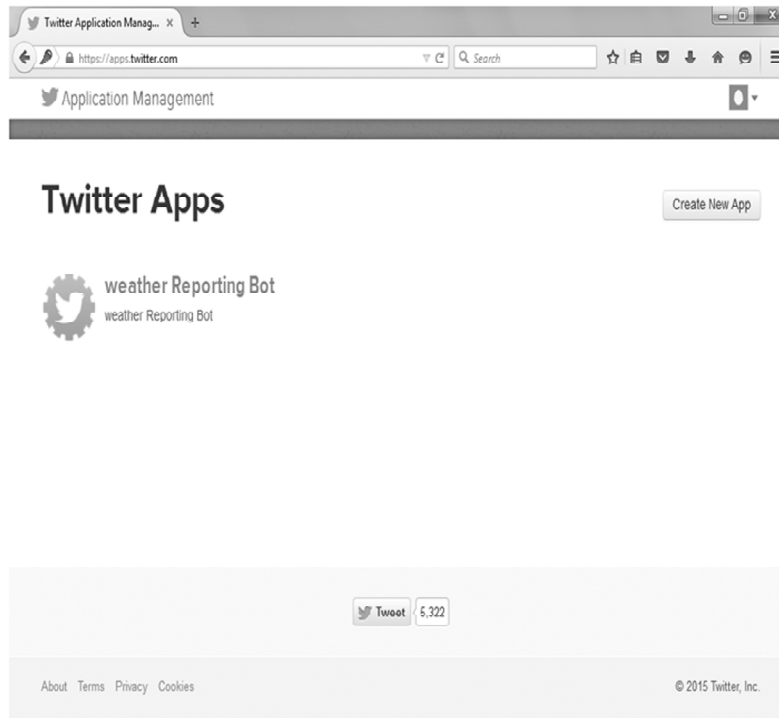 Twitter Application Manag... × +
https://apps.twitter.com Search
Application Management
Twitter Apps
Create New App
weather Reporting Bot
weather Reporting Bot
Tweet 5,322
About Terms Privacy Cookies
© 2015 Twitter, Inc.